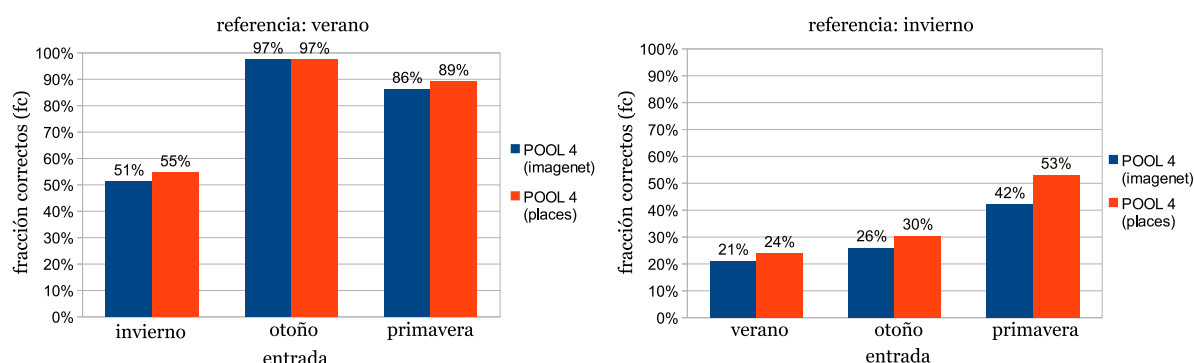 referencia: verano
fracción correctos (fc)
100%
90%
80%
70%
60%
50%
40%
30%
20%
10%
0%
51%
55%
97%
97%
86%
89%
invierno
otoño
primavera
entrada
POOL 4
(imagenet)
POOL 4
(places)
referencia: invierno
fracción correctos (fc)
100%
90%
80%
70%
60%
50%
40%
30%
20%
10%
0%
21%
24%
26%
30%
42%
53%
verano
otoño
primavera
entrada
POOL 4
(imagenet)
POOL 4
(places)